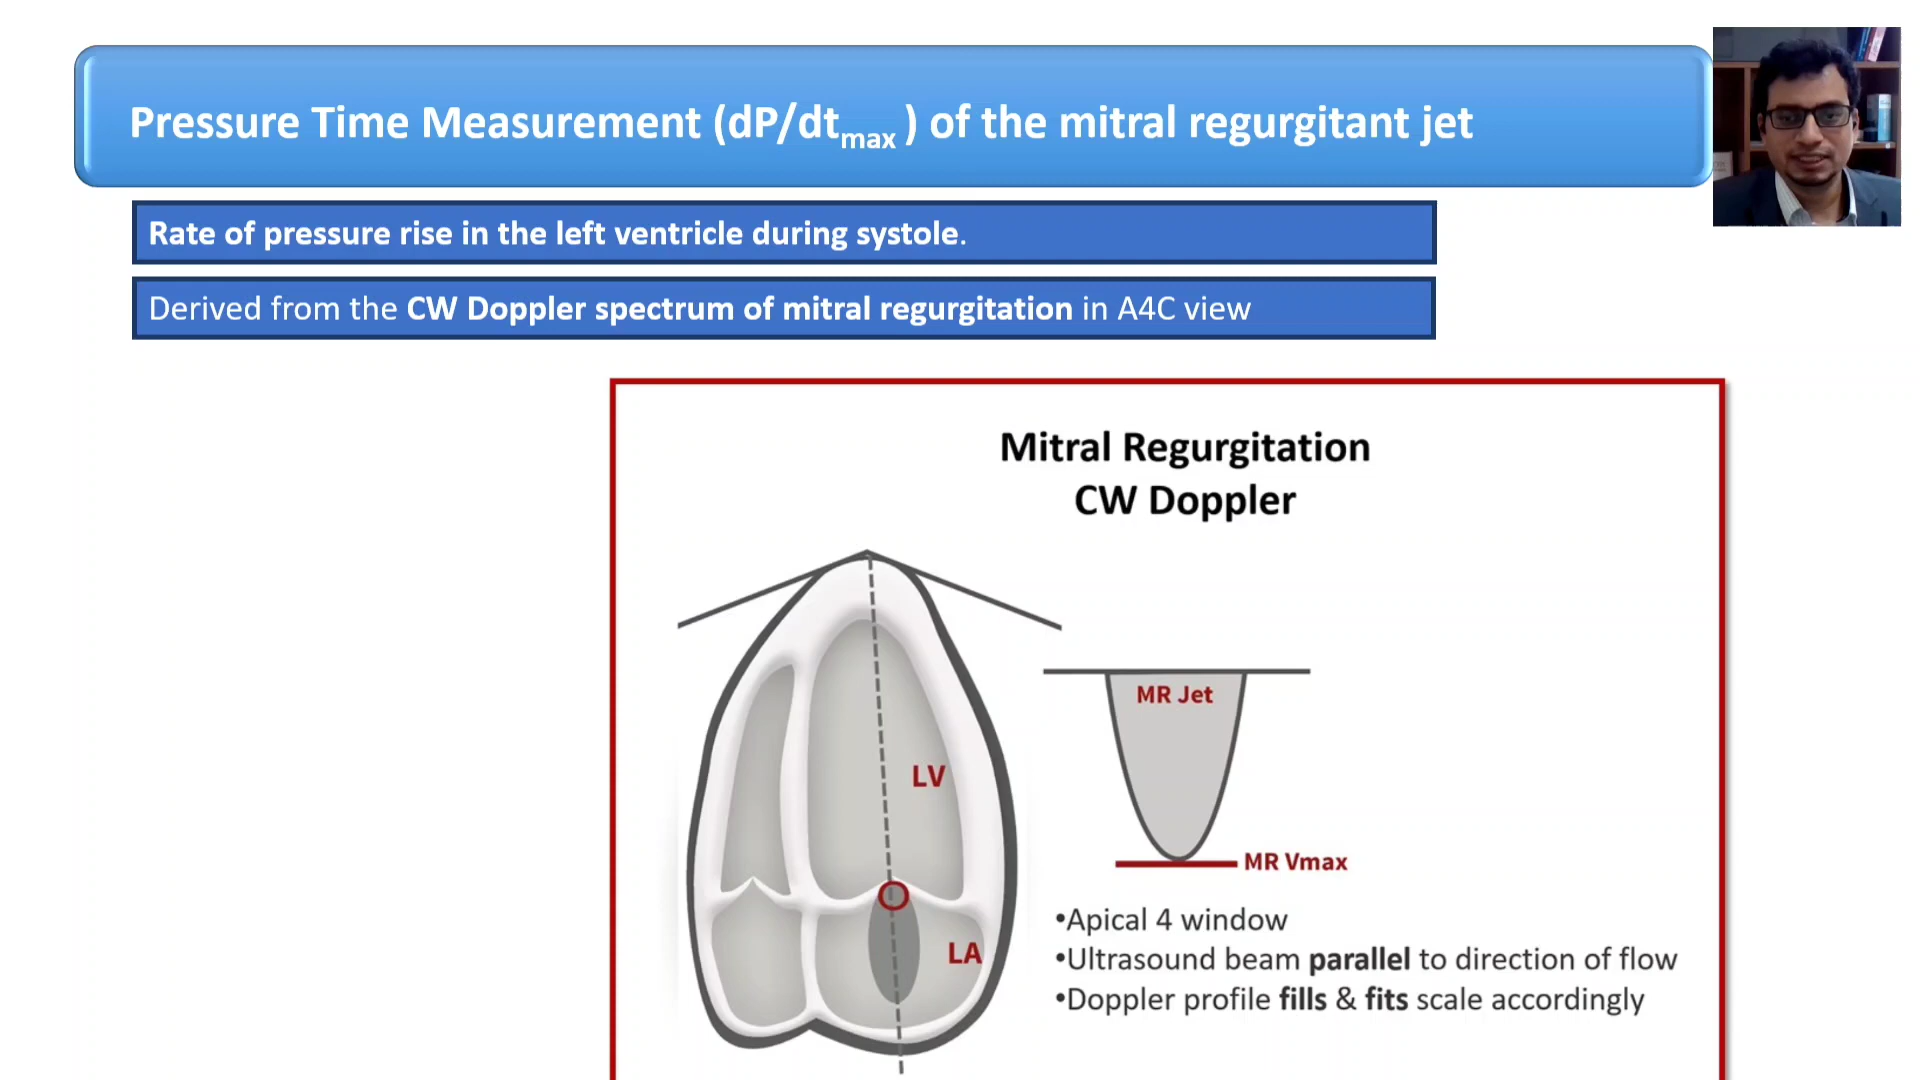 Pressure Time Measurement (dP/dtmax ) of the mitral regurgitant jet
Rate of pressure rise in the left ventricle during systole.
Derived from the CW Doppler spectrum of mitral regurgitation in A4C view
Mitral Regurgitation
CW Doppler
MR Jet
LV
MR Vmax
LA
•Apical 4 window
•Ultrasound beam parallel to direction of flow
•Doppler profile fills & fits scale accordingly